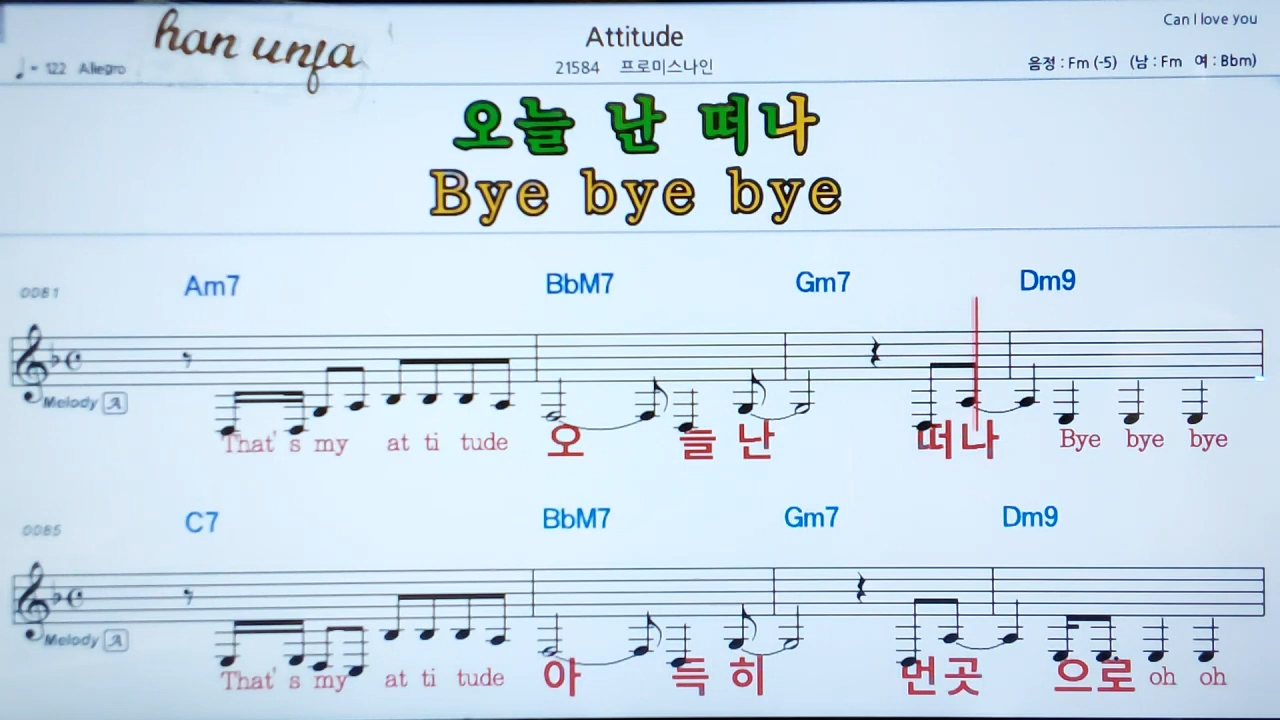 han unfa
Attitude
Can I love you
♩= 122 Allegro
21584 프로미스나인
음정 : Fm (-5) (남 : Fm 여 : Bbm)
오늘 난 떠나
Bye bye bye
0081
Am7 BbM7 Gm7 Dm9
Melody A
That's my at ti tude 오 늘 난 떠나 Bye bye bye
0085
C7 BbM7 Gm7 Dm9
Melody A
That's my at ti tude 아 득 히 먼곳 으로 oh oh